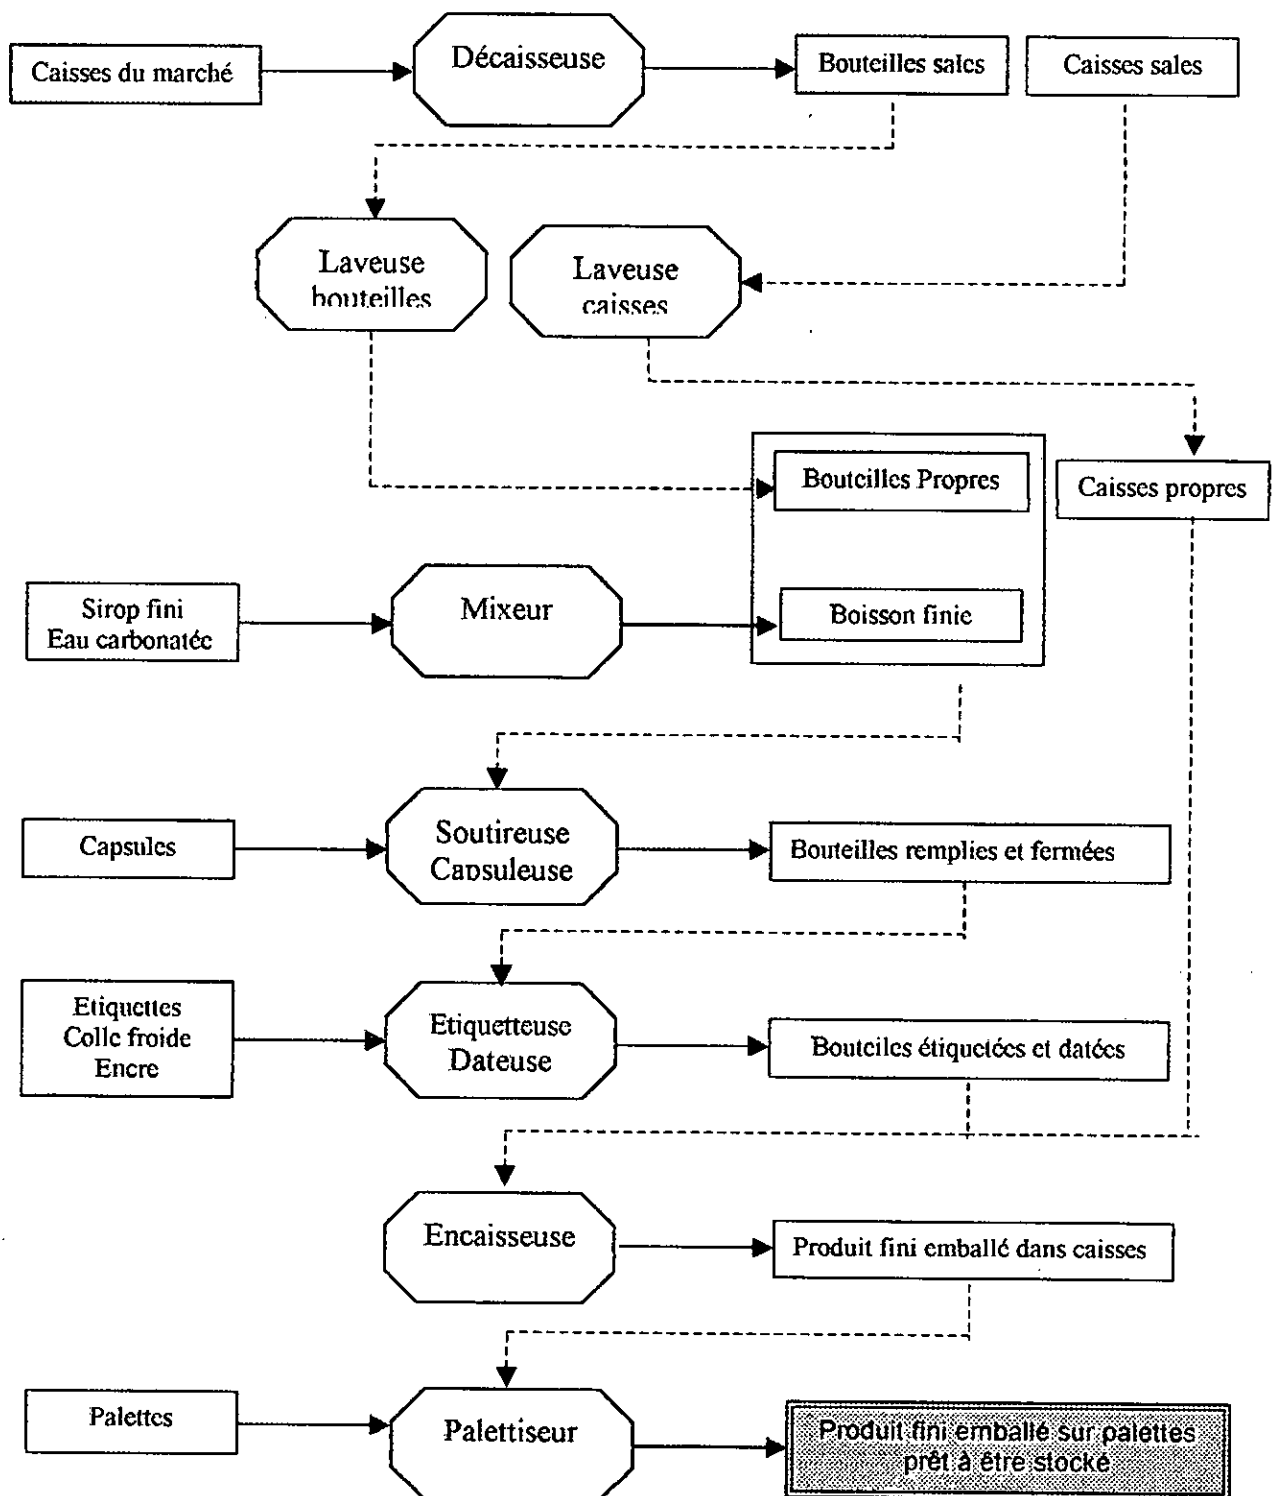 Caisses du marché
Décaisseuse
Bouteilles sales
Caisses sales
Laveuse
bouteilles
Laveuse
caisses
Bouteilles Propres
Caisses propres
Sirop fini
Eau carbonatée
Mixeur
Boisson finie
Capsules
Soutireuse
Capsuleuse
Bouteilles remplies et fermées
Etiquettes
Colle froide
Encre
Etiquetteuse
Dateuse
Bouteiles étiquetées et datées
Encaisseuse
Produit fini emballé dans caisses
Palettes
Palettiseur
Produit fini emballé sur palettes
prêt à être stocké